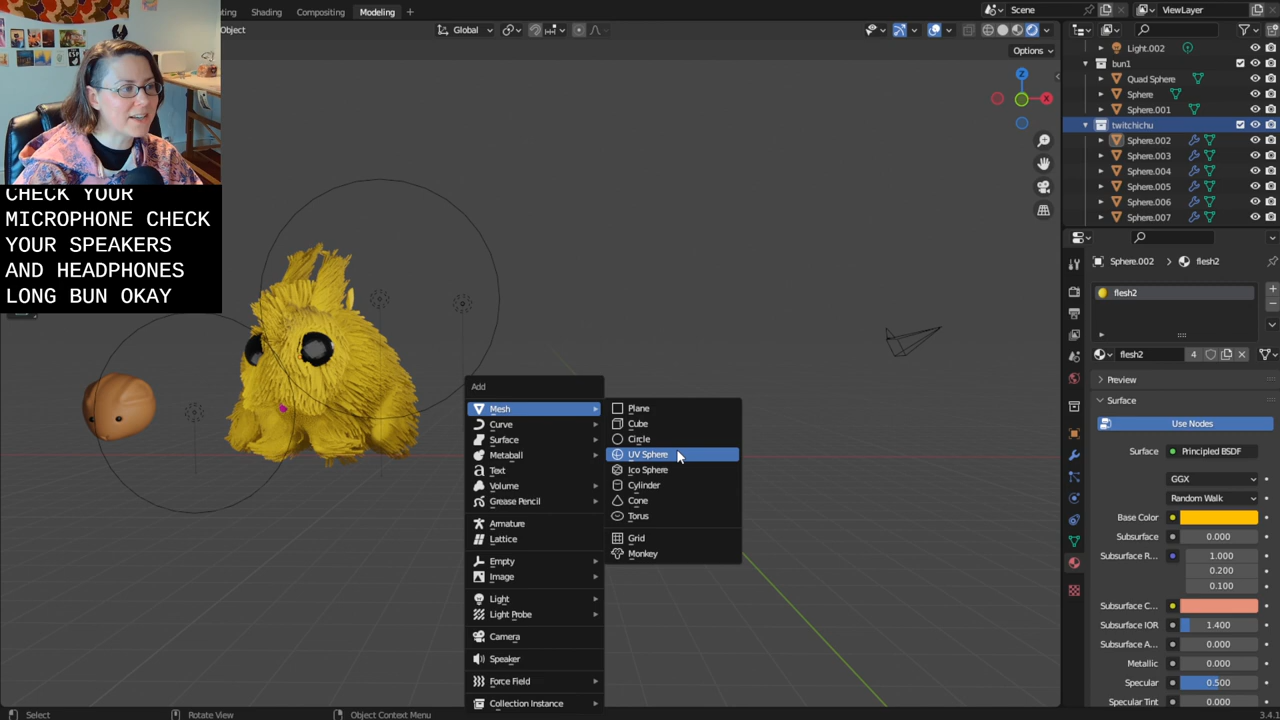 ting Shading Compositing Modeling +
Scene
ViewLayer
Object
Global
Options
CHECK YOUR
MICROPHONE CHECK
YOUR SPEAKERS
AND HEADPHONES
LONG BUN OKAY
Z
X
Light.002
bun1
Quad Sphere
Sphere
Sphere.001
twitchichu
Sphere.002
Sphere.003
Sphere.004
Sphere.005
Sphere.006
Sphere.007
Add
Mesh
Curve
Surface
Metaball
Text
Volume
Grease Pencil
Armature
Lattice
Empty
Image
Light
Light Probe
Camera
Speaker
Force Field
Collection Instance
Plane
Cube
Circle
UV Sphere
Ico Sphere
Cylinder
Cone
Torus
Grid
Monkey
Sphere.002 > flesh2
flesh2
flesh2 4
Preview
Surface
Use Nodes
Surface Principled BSDF
GGX
Random Walk
Base Color
Subsurface 0.000
Subsurface R... 1.000
0.200
0.100
Subsurface C...
Subsurface IOR 1.400
Subsurface A... 0.000
Metallic 0.000
Specular 0.500
Specular Tint 0.000
Select Rotate View Object Context Menu
3.4.1